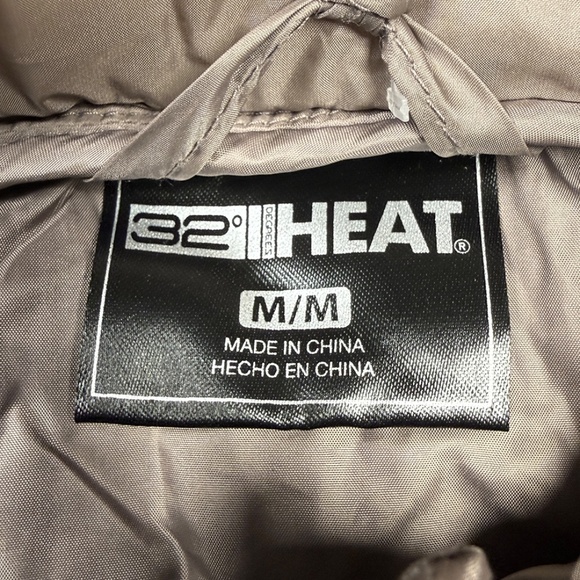 32° DEGREES HEAT®
M/M
MADE IN CHINA
HECHO EN CHINA